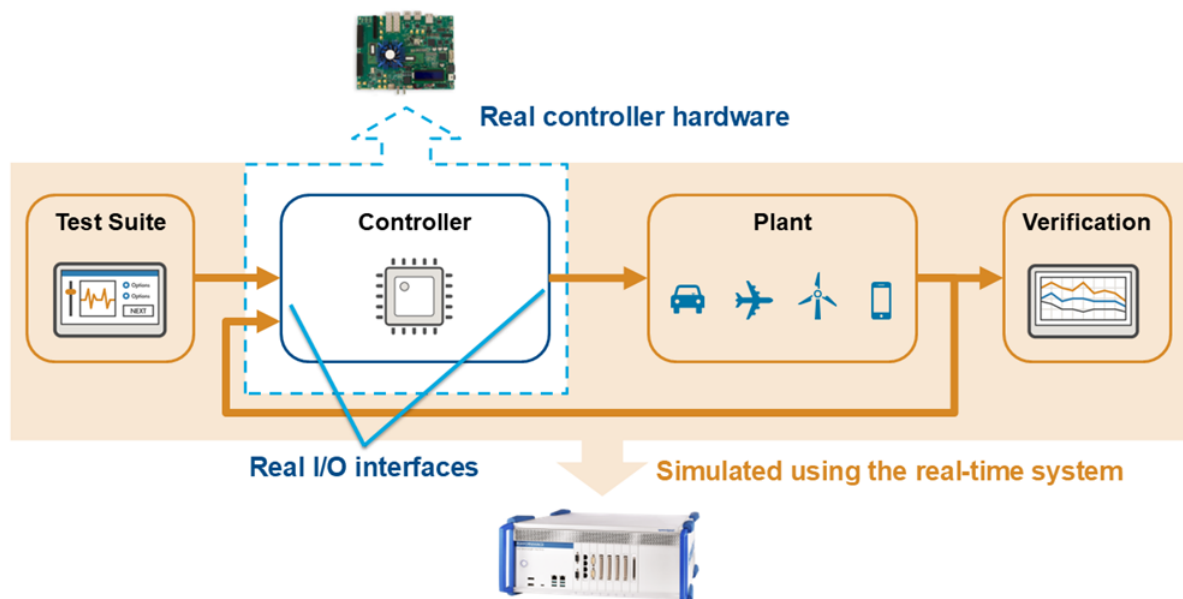 Real controller hardware
Test Suite
Controller
Plant
Verification
Options
Options
NEXT
Real I/O interfaces
Simulated using the real-time system